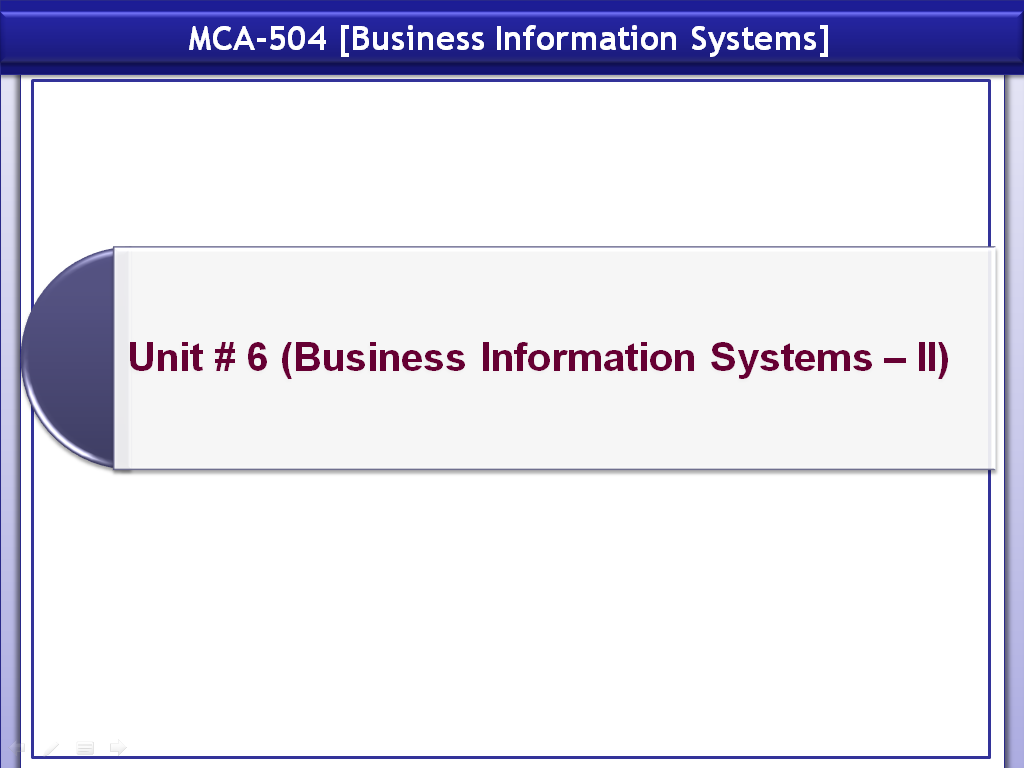 MCA-504 [Business Information Systems]
Unit # 6 (Business Information Systems – II)